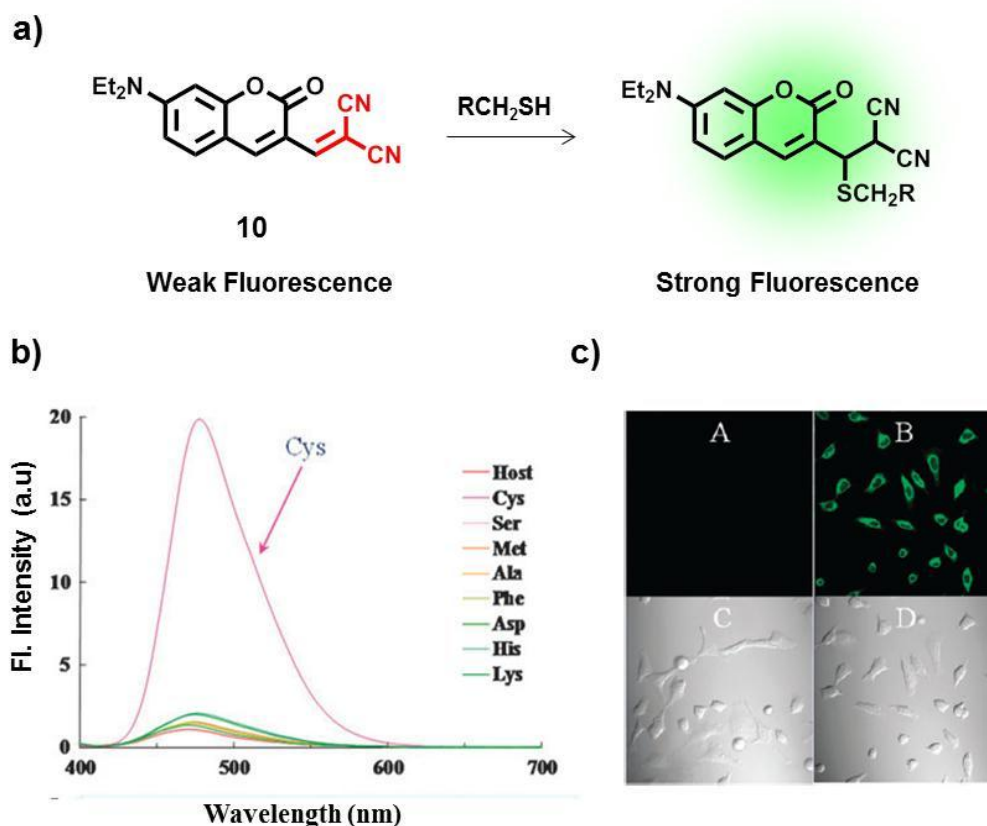 a)
Et₂N
O
O
CN
CN
RCH₂SH
Et₂N
O
O
CN
CN
SCH₂R
10
Weak Fluorescence
Strong Fluorescence
b)
c)
Fl. Intensity (a.u)
20
15
10
5
0
400
500
600
700
Wavelength (nm)
Cys
Host
Cys
Ser
Met
Ala
Phe
Asp
His
Lys
A
B
C
D